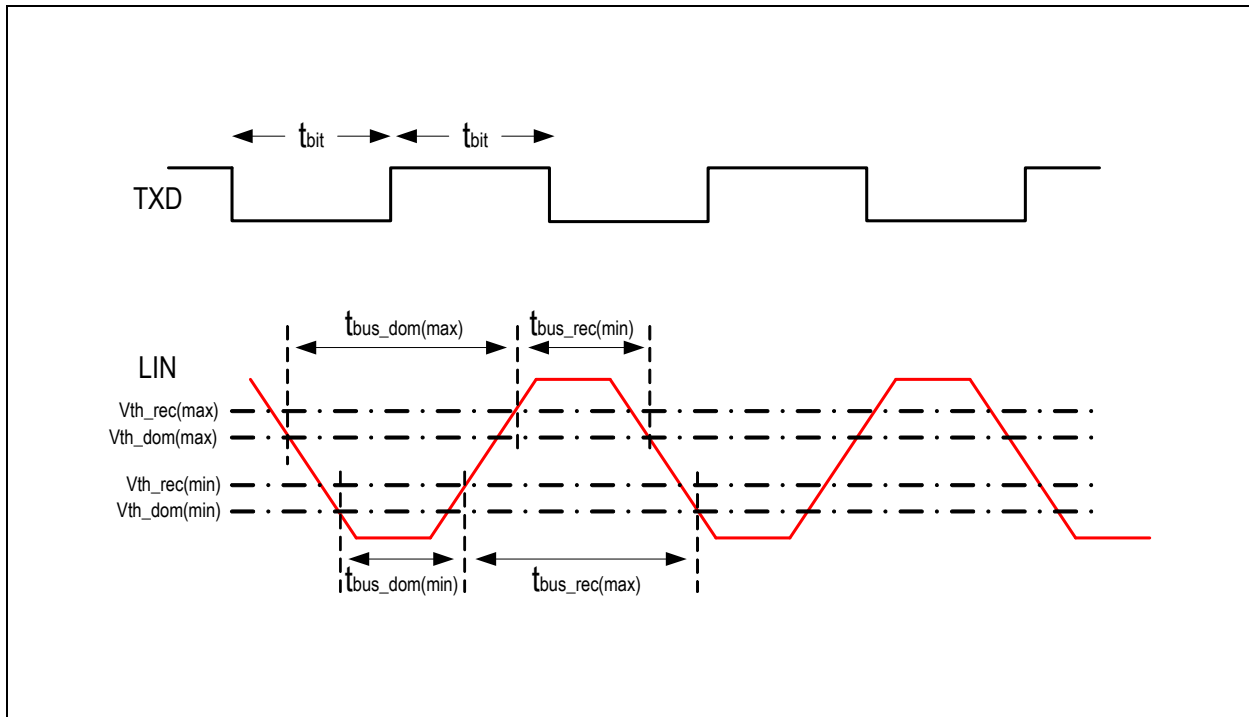 tbit
tbit
TXD
tbus_dom(max)
tbus_rec(min)
LIN
Vth_rec(max)
Vth_dom(max)
Vth_rec(min)
Vth_dom(min)
tbus_dom(min)
tbus_rec(max)